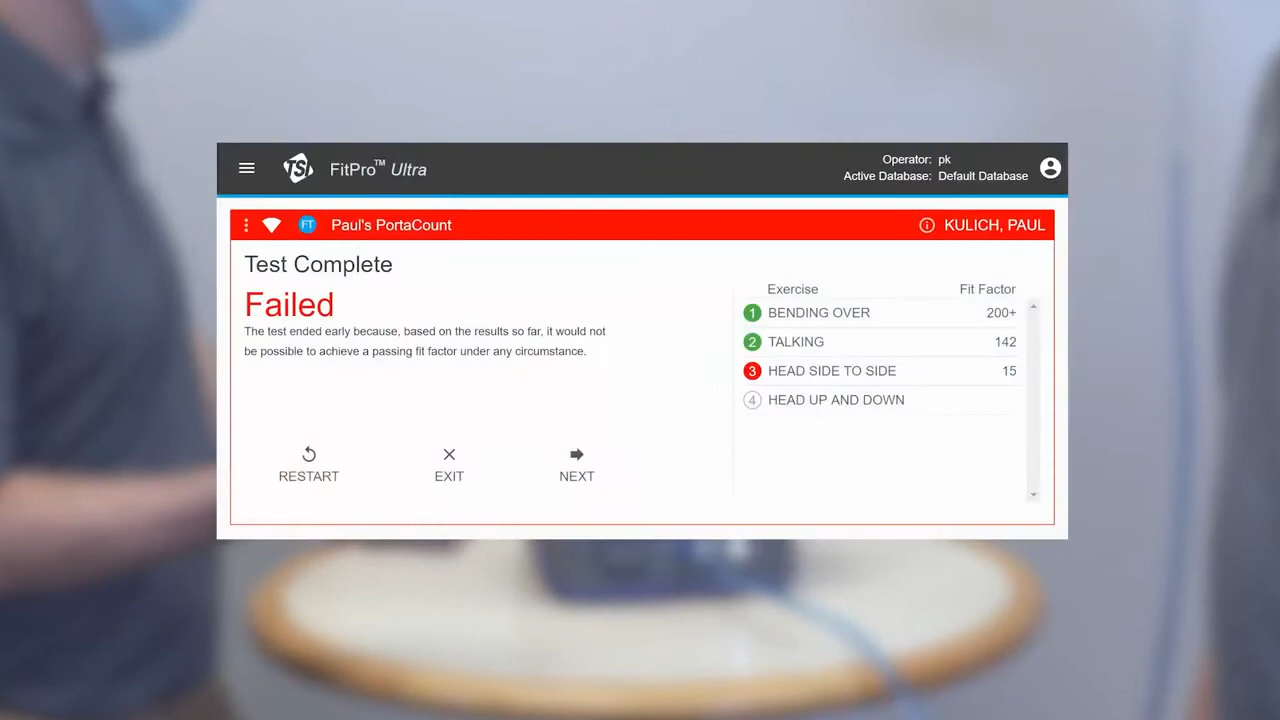 TSI FitPro™ Ultra
Operator: pk
Active Database: Default Database
FT Paul's PortaCount
KULICH, PAUL
Test Complete
Failed
The test ended early because, based on the results so far, it would not
be possible to achieve a passing fit factor under any circumstance.
RESTART EXIT NEXT
Exercise Fit Factor
1 BENDING OVER 200+
2 TALKING 142
3 HEAD SIDE TO SIDE 15
4 HEAD UP AND DOWN